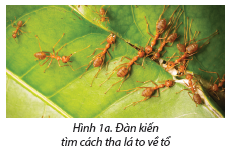 Hình 1a. Đàn kiến
tìm cách tha lá to về tổ